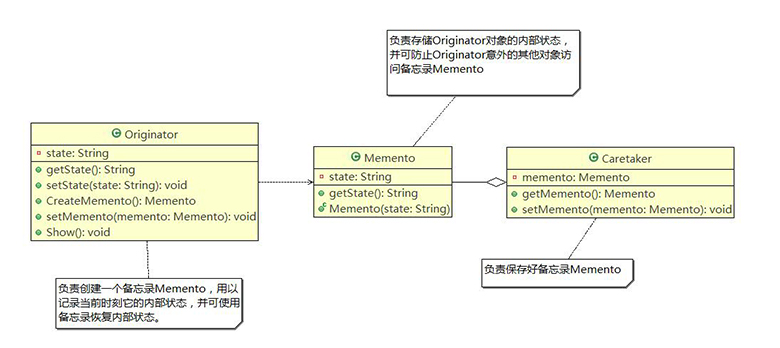 负责存储Originator对象的内部状态，
并可防止Originator意外的其他对象访
问备忘录Memento
Originator
state: String
getState(): String
setState(state: String): void
CreateMemento(): Memento
setMemento(memento: Memento): void
Show(): void
Memento
state: String
getState(): String
Memento(state: String)
Caretaker
memento: Memento
getMemento(): Memento
setMemento(memento: Memento): void
负责创建一个备忘录Memento，用以
记录当前时刻它的内部状态，并可使用
备忘录恢复内部状态。
负责保存好备忘录Memento